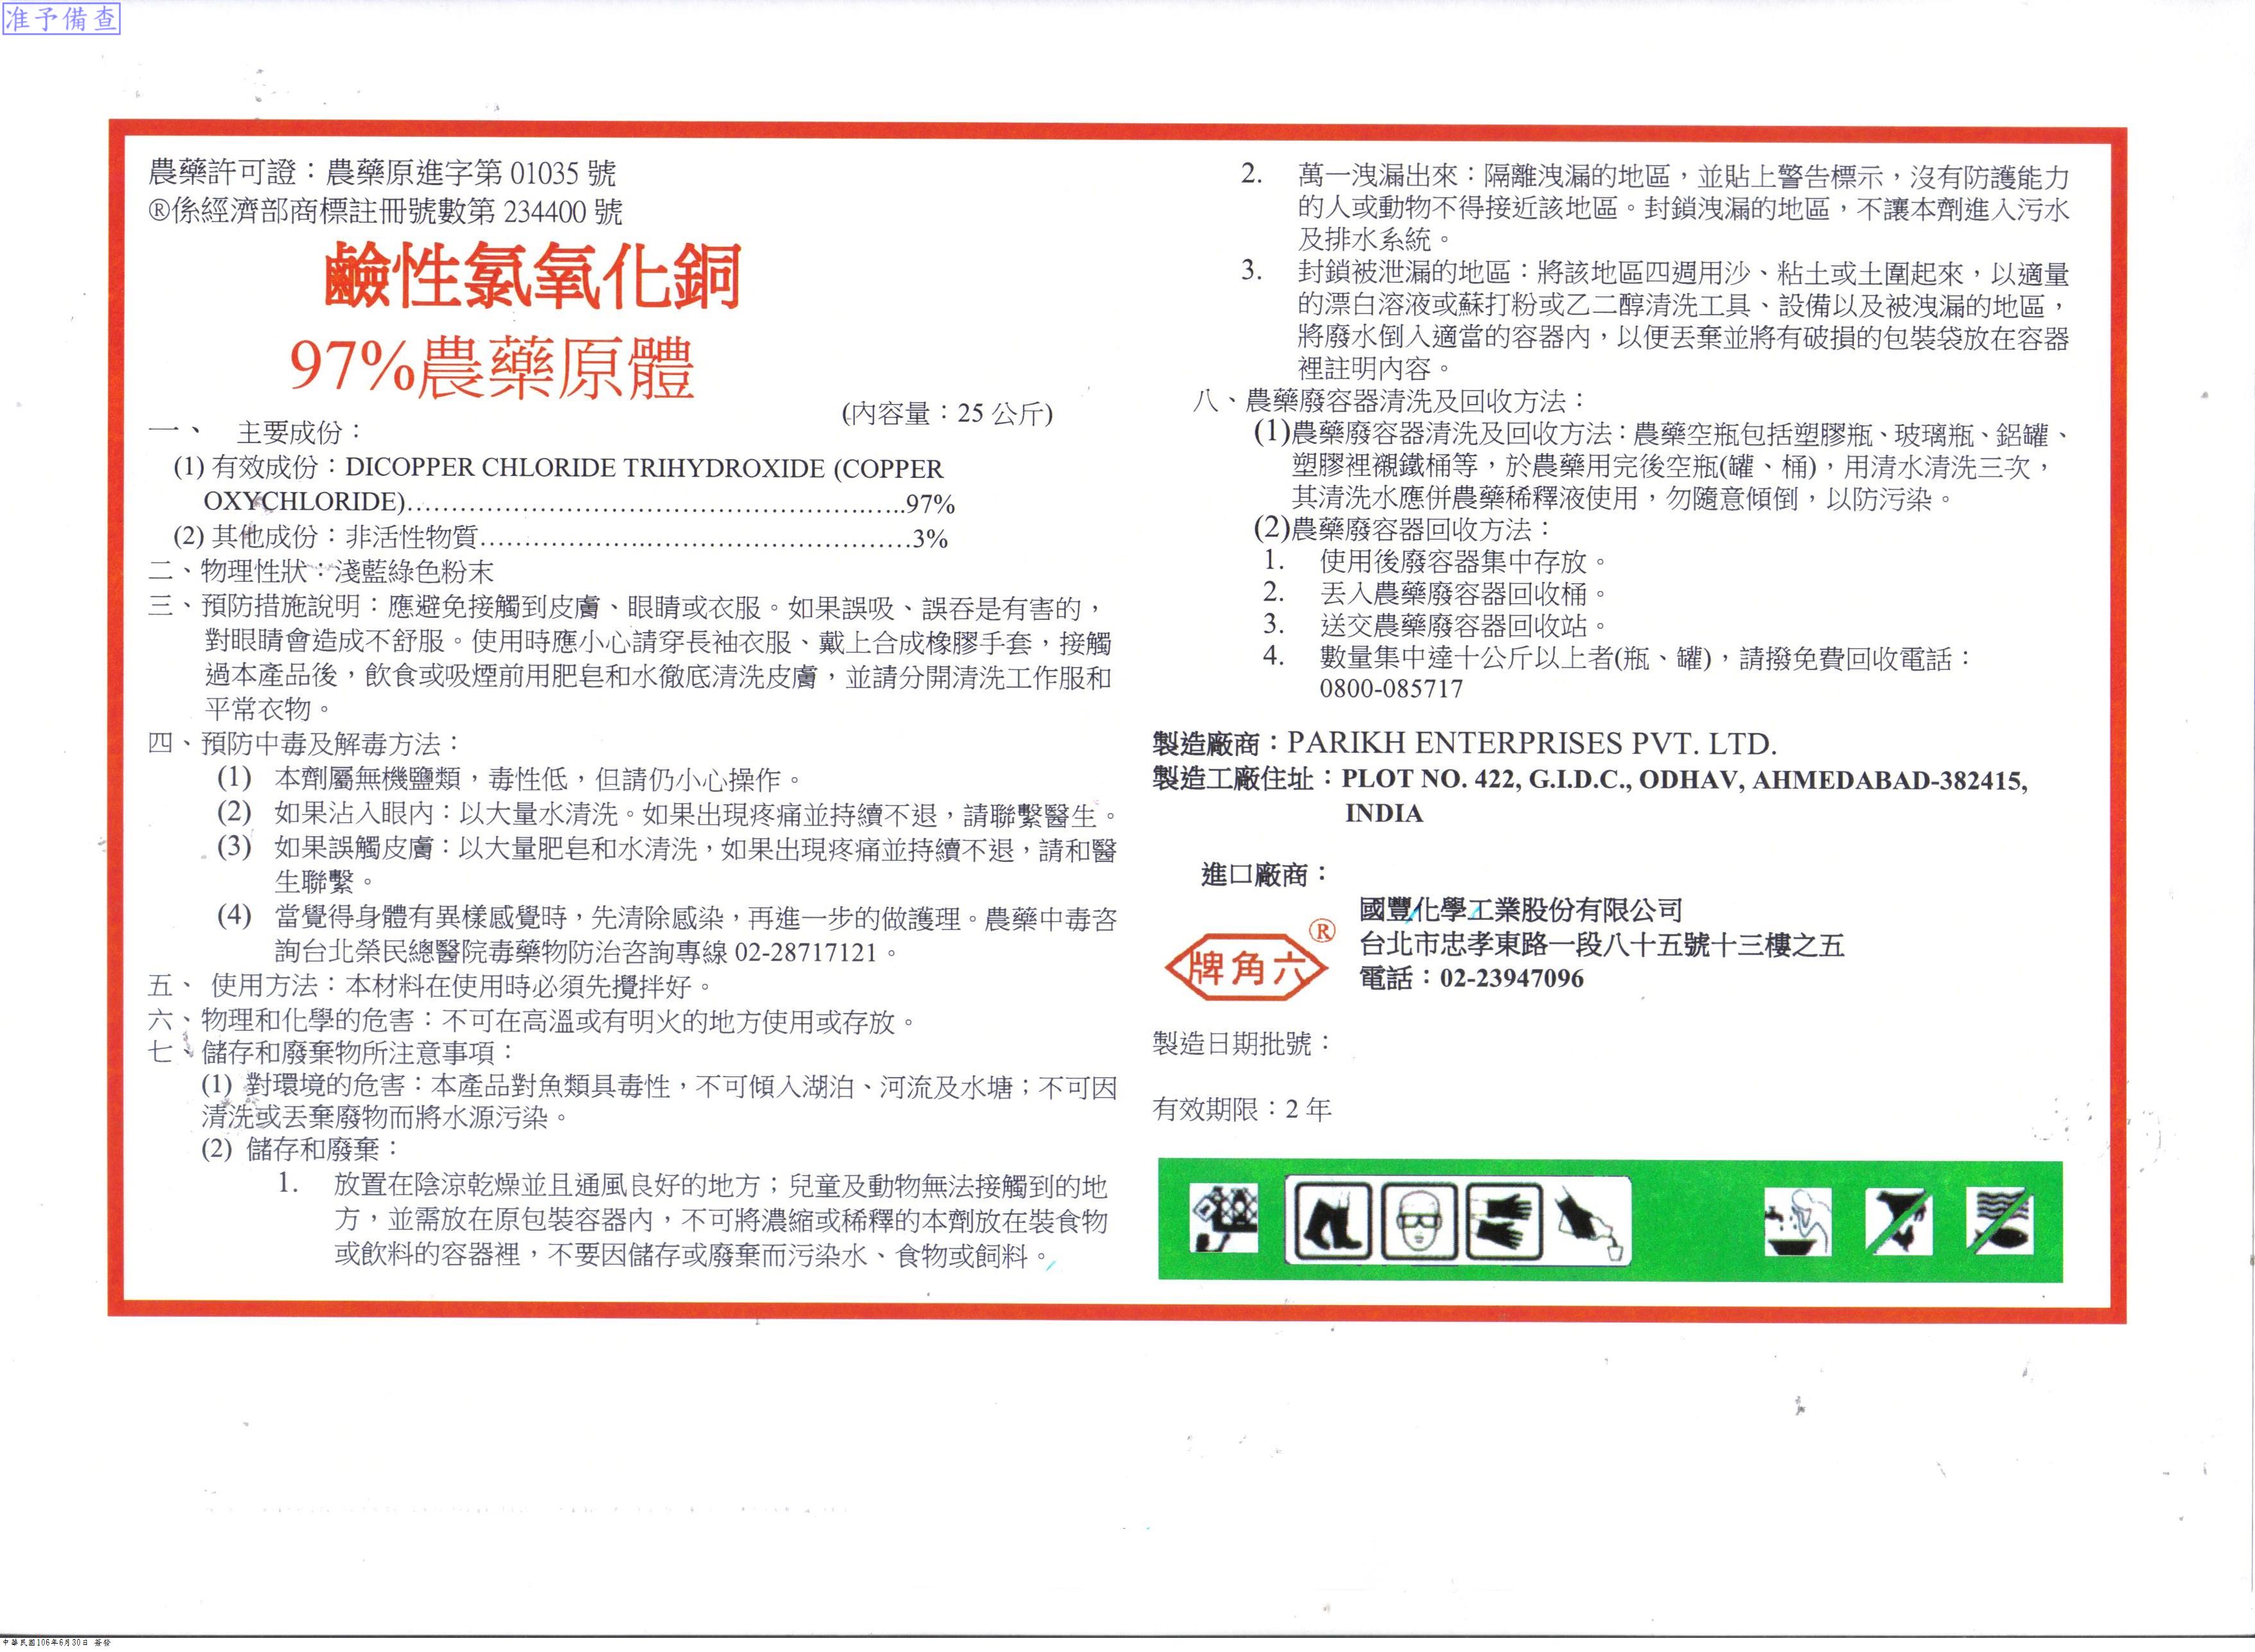 准予備查
農藥許可證：農藥原進字第 01035 號
®係經濟部商標註冊號數第 234400 號
鹼性氯氧化銅
97%農藥原體
(內容量：25 公斤)
一、 主要成份：
(1) 有效成份：DICOPPER CHLORIDE TRIHYDROXIDE (COPPER
OXYCHLORIDE)……………………………………………………97%
(2) 其他成份：非活性物質…………………………………………3%
二、物理性狀：淺藍綠色粉末
三、預防措施說明：應避免接觸到皮膚、眼睛或衣服。如果誤吸、誤吞是有害的，
對眼睛會造成不舒服。使用時應小心請穿長袖衣服、戴上合成橡膠手套，接觸
過本產品後，飲食或吸煙前用肥皂和水徹底清洗皮膚，並請分開清洗工作服和
平常衣物。
四、預防中毒及解毒方法：
(1) 本劑屬無機鹽類，毒性低，但請仍小心操作。
(2) 如果沾入眼內：以大量水清洗。如果出現疼痛並持續不退，請聯繫醫生。
(3) 如果誤觸皮膚：以大量肥皂和水清洗，如果出現疼痛並持續不退，請和醫
生聯繫。
(4) 當覺得身體有異樣感覺時，先清除感染，再進一步的做護理。農藥中毒咨
詢台北榮民總醫院毒藥物防治咨詢專線 02-28717121。
五、 使用方法：本材料在使用時必須先攪拌好。
六、物理和化學的危害：不可在高溫或有明火的地方使用或存放。
七、儲存和廢棄物所注意事項：
(1) 對環境的危害：本產品對魚類具毒性，不可傾入湖泊、河流及水塘；不可因
清洗或丟棄廢物而將水源污染。
(2) 儲存和廢棄：
1. 放置在陰涼乾燥並且通風良好的地方；兒童及動物無法接觸到的地
方，並需放在原包裝容器內，不可將濃縮或稀釋的本劑放在裝食物
或飲料的容器裡，不要因儲存或廢棄而污染水、食物或飼料。
2. 萬一洩漏出來：隔離洩漏的地區，並貼上警告標示，沒有防護能力
的人或動物不得接近該地區。封鎖洩漏的地區，不讓本劑進入污水
及排水系統。
3. 封鎖被泄漏的地區：將該地區四週用沙、粘土或土圍起來，以適量
的漂白溶液或蘇打粉或乙二醇清洗工具、設備以及被洩漏的地區，
將廢水倒入適當的容器內，以便丟棄並將有破損的包裝袋放在容器
裡註明內容。
八、農藥廢容器清洗及回收方法：
(1)農藥廢容器清洗及回收方法：農藥空瓶包括塑膠瓶、玻璃瓶、鋁罐、
塑膠裡襯鐵桶等，於農藥用完後空瓶(罐、桶)，用清水清洗三次，
其清洗水應併農藥稀釋液使用，勿隨意傾倒，以防污染。
(2)農藥廢容器回收方法：
1. 使用後廢容器集中存放。
2. 丟入農藥廢容器回收桶。
3. 送交農藥廢容器回收站。
4. 數量集中達十公斤以上者(瓶、罐)，請撥免費回收電話：
0800-085717
製造廠商：PARIKH ENTERPRISES PVT. LTD.
製造工廠住址：PLOT NO. 422, G.I.D.C., ODHAV, AHMEDABAD-382415,
INDIA
進口廠商：
國豐化學工業股份有限公司
台北市忠孝東路一段八十五號十三樓之五
電話：02-23947096
牌角六®
製造日期批號：
有效期限：2 年
中華民國106年6月30日 簽發